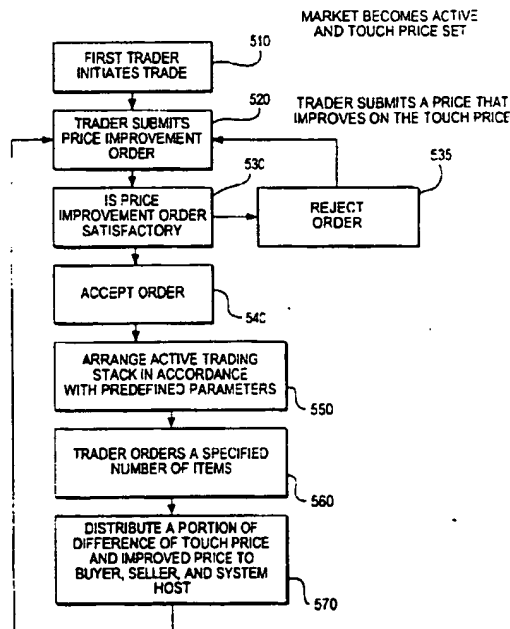 MARKET BECOMES ACTIVE
AND TOUCH PRICE SET
FIRST TRADER
INITIATES TRADE
510
TRADER SUBMITS
PRICE IMPROVEMENT
ORDER
520
TRADER SUBMITS A PRICE THAT
IMPROVES ON THE TOUCH PRICE
IS PRICE
IMPROVEMENT ORDER
SATISFACTORY
530
REJECT
ORDER
535
ACCEPT ORDER
540
ARRANGE ACTIVE TRADING
STACK IN ACCORDANCE
WITH PREDEFINED PARAMETERS
550
TRADER ORDERS A SPECIFIED
NUMBER OF ITEMS
560
DISTRIBUTE A PORTION OF
DIFFERENCE OF TOUCH PRICE
AND IMPROVED PRICE TO
BUYER, SELLER, AND SYSTEM
HOST
570